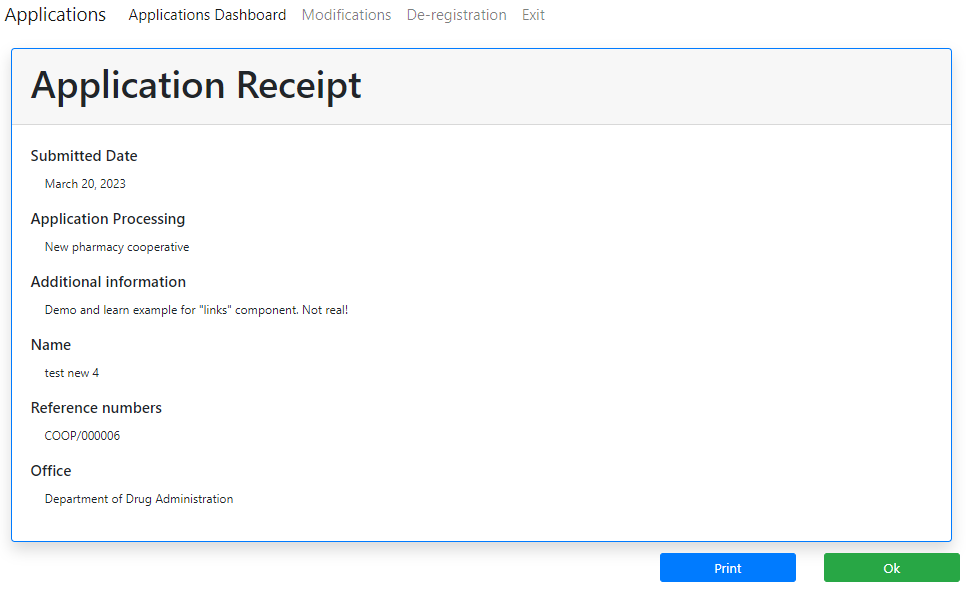 Applications Applications Dashboard Modifications De-registration Exit
Application Receipt
Submitted Date
March 20, 2023
Application Processing
New pharmacy cooperative
Additional information
Demo and learn example for "links" component. Not real!
Name
test new 4
Reference numbers
COOP/000006
Office
Department of Drug Administration
Print Ok